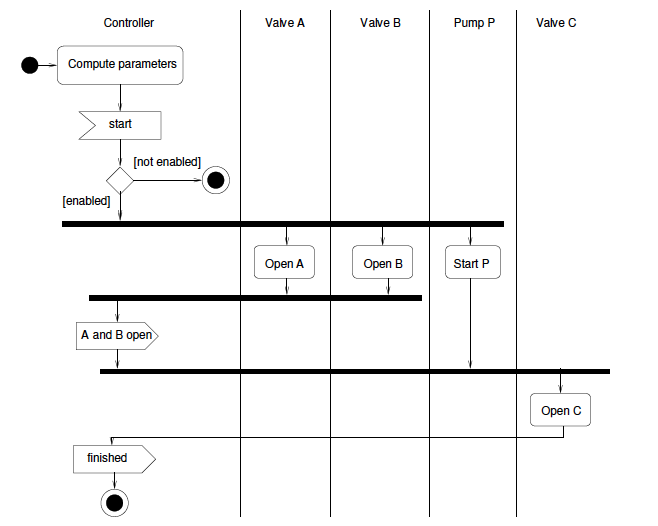 Controller
Valve A
Valve B
Pump P
Valve C
Compute parameters
start
[not enabled]
[enabled]
Open A
Open B
Start P
A and B open
Open C
finished